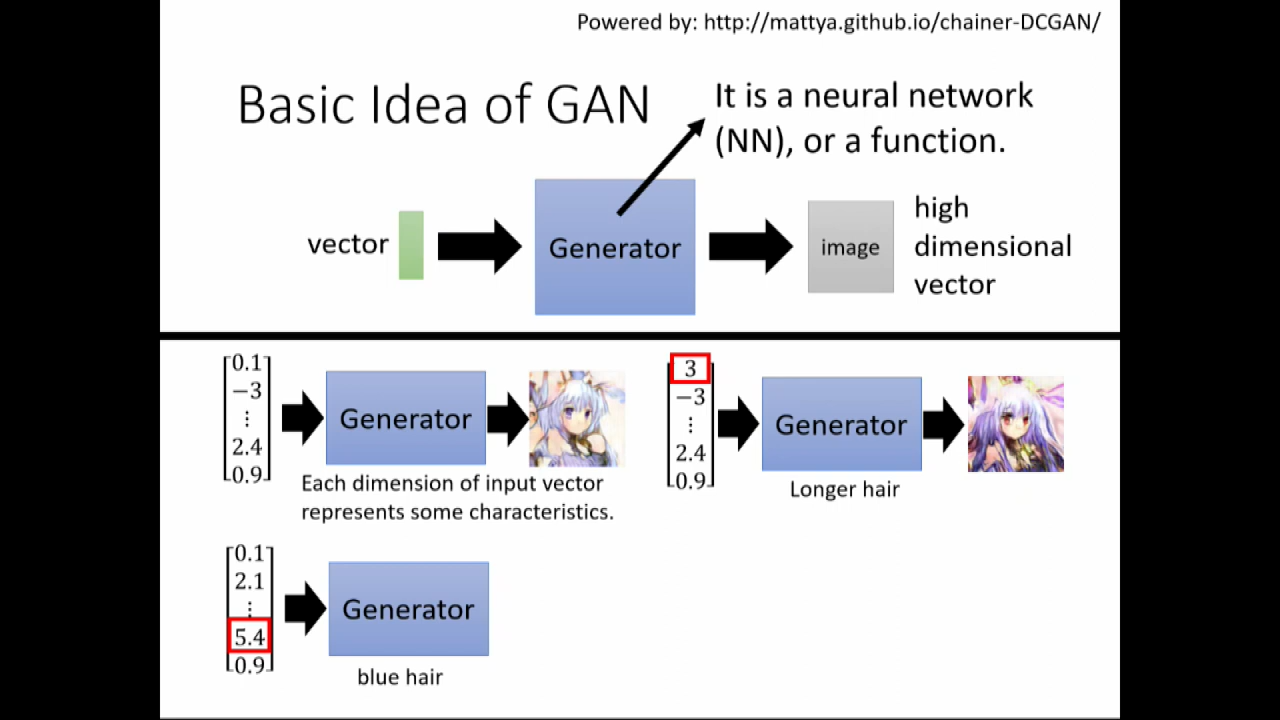 Powered by: http://mattya.github.io/chainer-DCGAN/
Basic Idea of GAN
It is a neural network
(NN), or a function.
vector
Generator
image
high
dimensional
vector
0.1
−3
⋮
2.4
0.9
Generator
Each dimension of input vector
represents some characteristics.
3
−3
⋮
2.4
0.9
Generator
Longer hair
0.1
2.1
⋮
5.4
0.9
Generator
blue hair